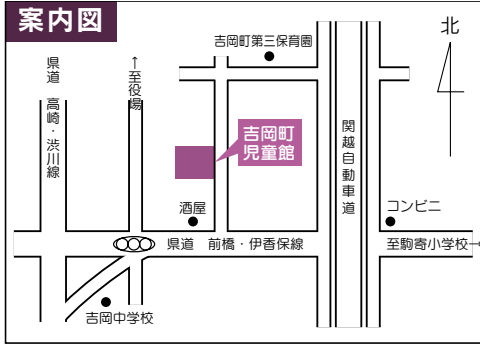 案内図
北
吉岡町第三保育園
県道 高崎・渋川線
↑至役場
吉岡町
児童館
関越自動車道
酒屋
コンビニ
県道 前橋・伊香保線
至駒寄小学校→
吉岡中学校